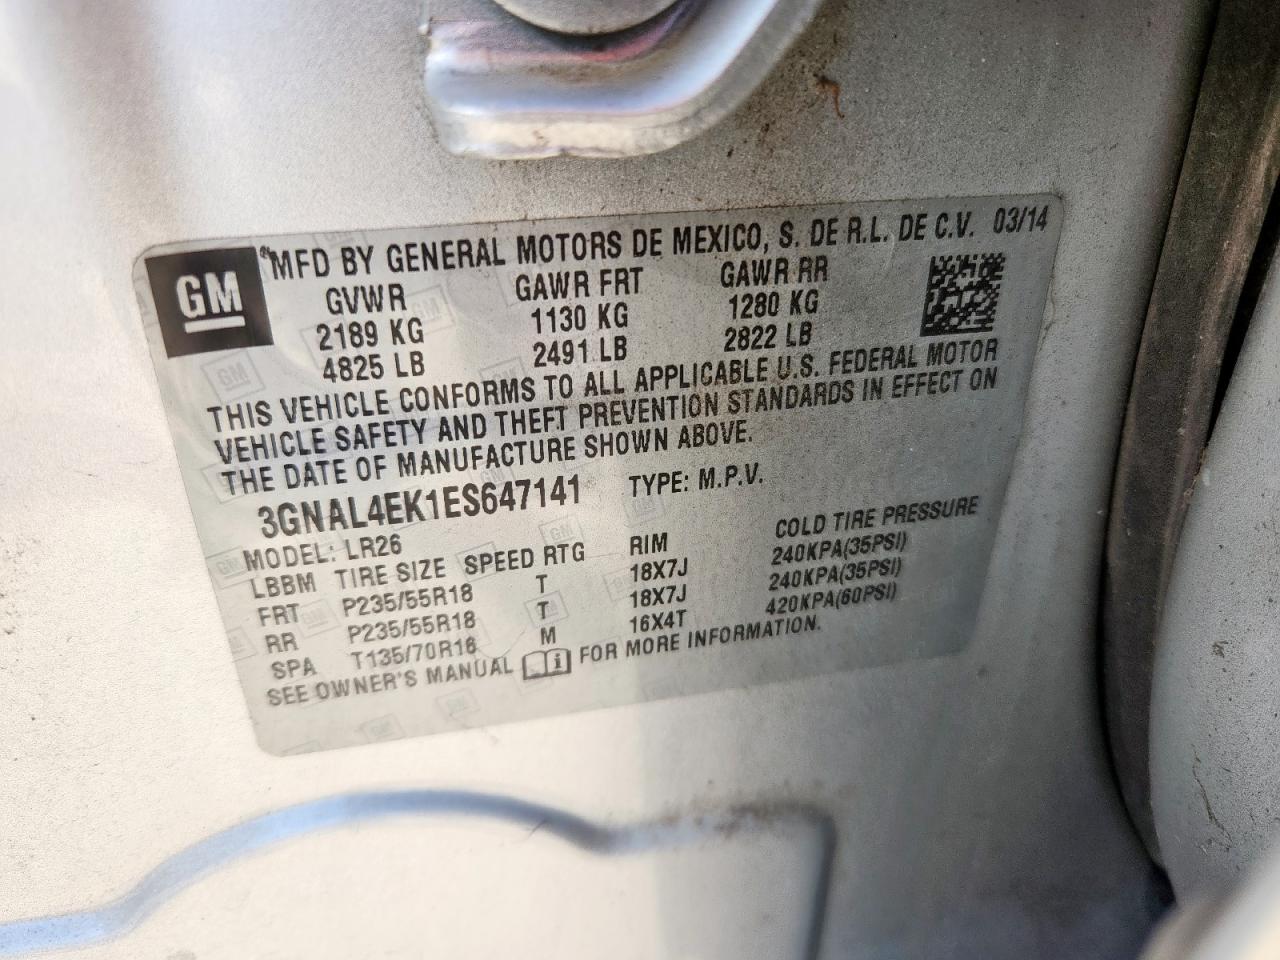 GM
MFD BY GENERAL MOTORS DE MEXICO, S. DE R.L. DE C.V. 03/14
GVWR GAWR FRT GAWR RR
2189 KG 1130 KG 1280 KG
4825 LB 2491 LB 2822 LB
THIS VEHICLE CONFORMS TO ALL APPLICABLE U.S. FEDERAL MOTOR
VEHICLE SAFETY AND THEFT PREVENTION STANDARDS IN EFFECT ON
THE DATE OF MANUFACTURE SHOWN ABOVE.
3GNAL4EK1ES647141 TYPE: M.P.V.
MODEL: LR26
LBBM TIRE SIZE SPEED RTG RIM COLD TIRE PRESSURE
FRT P235/55R18 T 18X7J 240KPA(35PSI)
RR P235/55R18 T 18X7J 240KPA(35PSI)
SPA T135/70R16 M 16X4T 420KPA(60PSI)
SEE OWNER'S MANUAL FOR MORE INFORMATION.